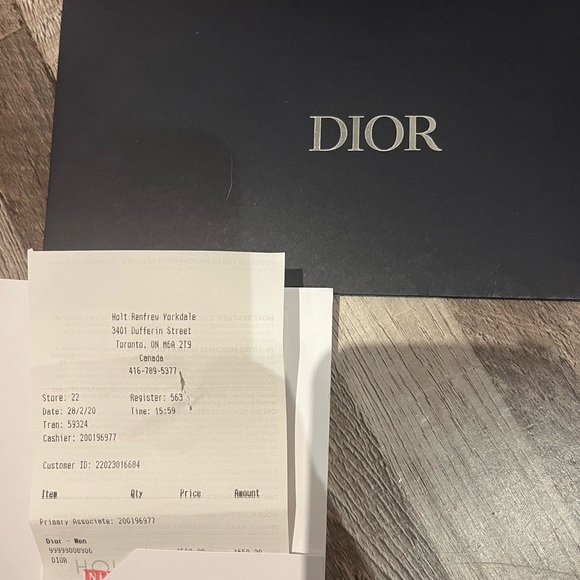 DIOR
Holt Renfrew Yorkdale
3401 Dufferin Street
Toronto, ON M6A 2T9
Canada
416-789-5377
Store: 22 Register: 563
Date: 28/2/20 Time: 15:59
Tran: 59324
Cashier: 200196977
Customer ID: 22023016684
Item Qty Price Amount
Primary Associate: 200196977
Dior - Men
99999006906
DIOR